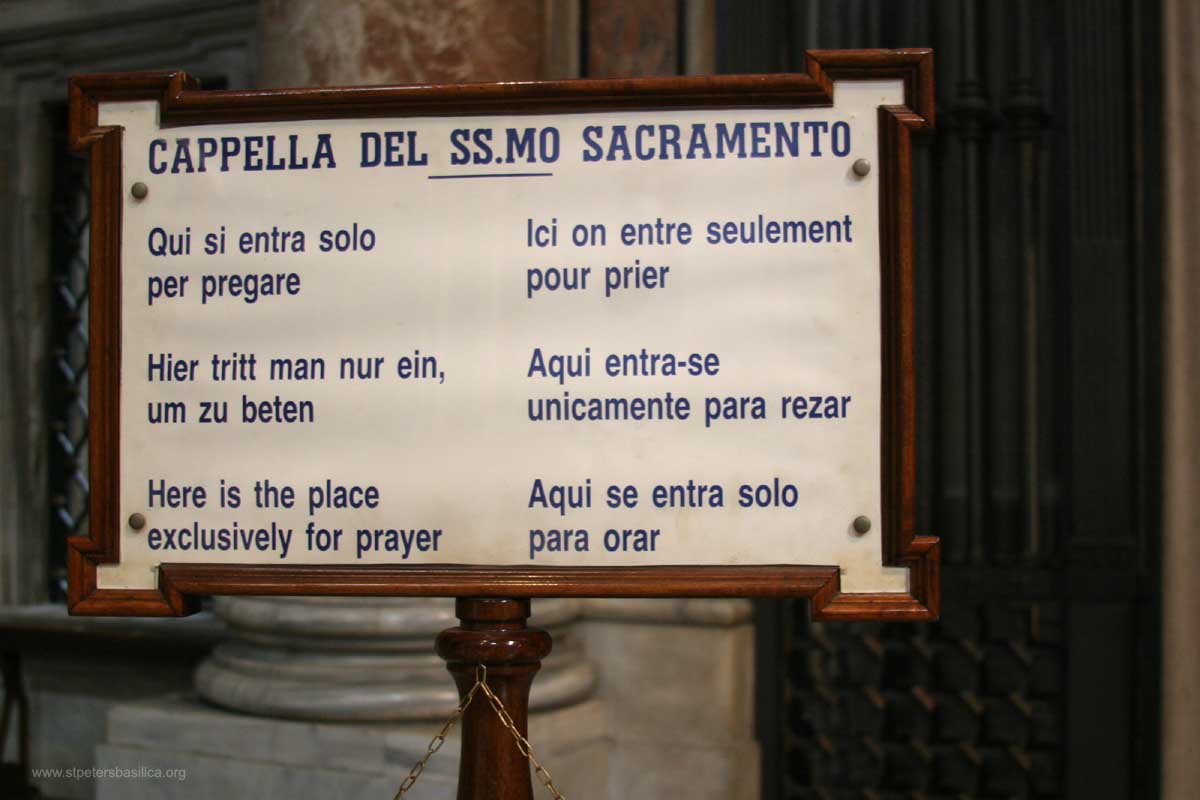 CAPPELLA DEL SS.MO SACRAMENTO
Qui si entra solo
per pregare
Hier tritt man nur ein,
um zu beten
Here is the place
exclusively for prayer
Ici on entre seulement
pour prier
Aqui entra-se
unicamente para rezar
Aqui se entra solo
para orar
www.stpetersbasilica.org